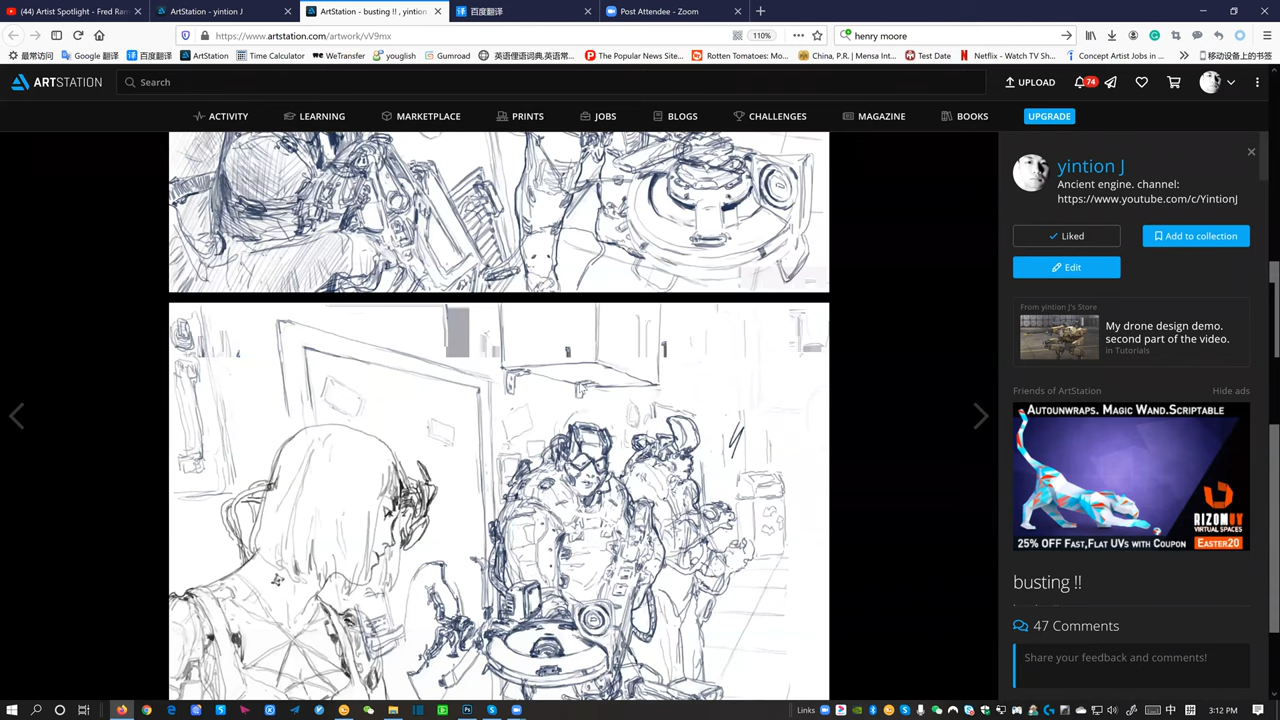 (44) Artist Spotlight - Fred Ran
ArtStation - yintion J
ArtStation - busting !! , yintion
百度翻译
Post Attendee - Zoom
https://www.artstation.com/artwork/vV9mx
110%
henry moore
最常访问
Google 翻译
百度翻译
ArtStation
Time Calculator
WeTransfer
youglish
Gumroad
英语俚语词典,英语常...
The Popular News Site...
Rotten Tomatoes: Mo...
China, P.R. | Mensa Int...
Test Date
Netflix - Watch TV Sh...
Concept Artist Jobs in ...
移动设备上的书签
ARTSTATION
Search
UPLOAD
74
ACTIVITY
LEARNING
MARKETPLACE
PRINTS
JOBS
BLOGS
CHALLENGES
MAGAZINE
BOOKS
UPGRADE
yintion J
Ancient engine. channel:
https://www.youtube.com/c/YintionJ
Liked
Add to collection
Edit
From yintion J's Store
My drone design demo.
second part of the video.
in Tutorials
Friends of ArtStation
Hide ads
AUTOUNWRAPS. MAGIC WAND.SCRIPTABLE
RIZOMUV
VIRTUAL SPACES
25% OFF FAST,FLAT UVS WITH COUPON
EASTER20
busting !!
47 Comments
Share your feedback and comments!
Links
中
拼
3:12 PM